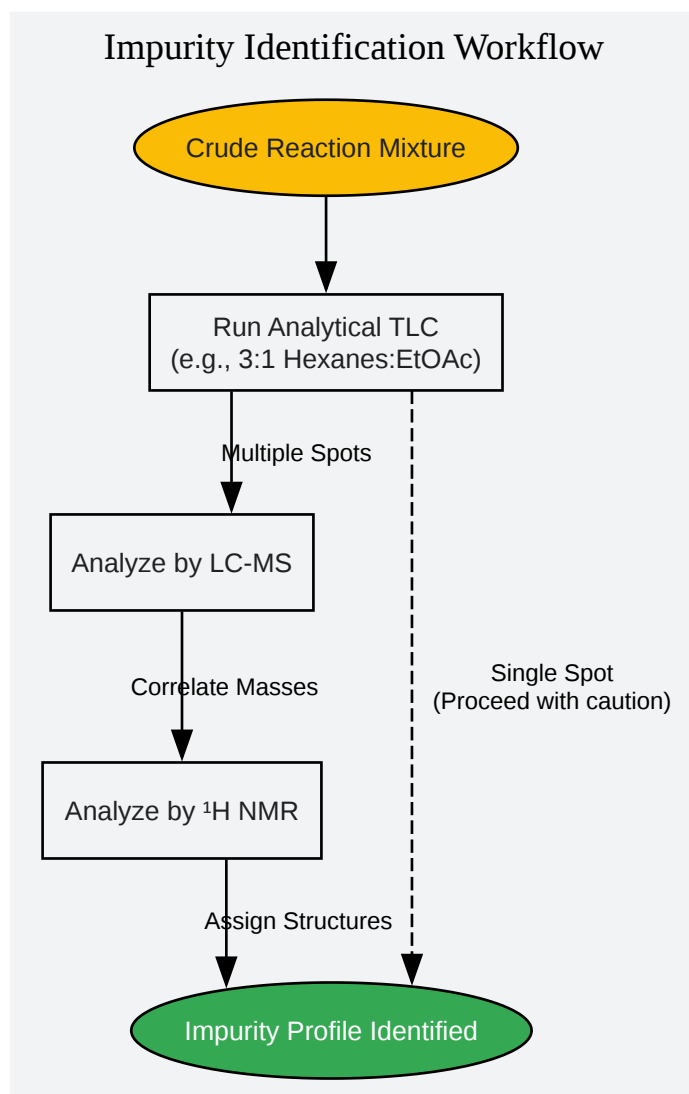 Impurity Identification Workflow
Crude Reaction Mixture
Run Analytical TLC
(e.g., 3:1 Hexanes:EtOAc)
Multiple Spots
Analyze by LC-MS
Correlate Masses
Single Spot
(Proceed with caution)
Analyze by ¹H NMR
Assign Structures
Impurity Profile Identified